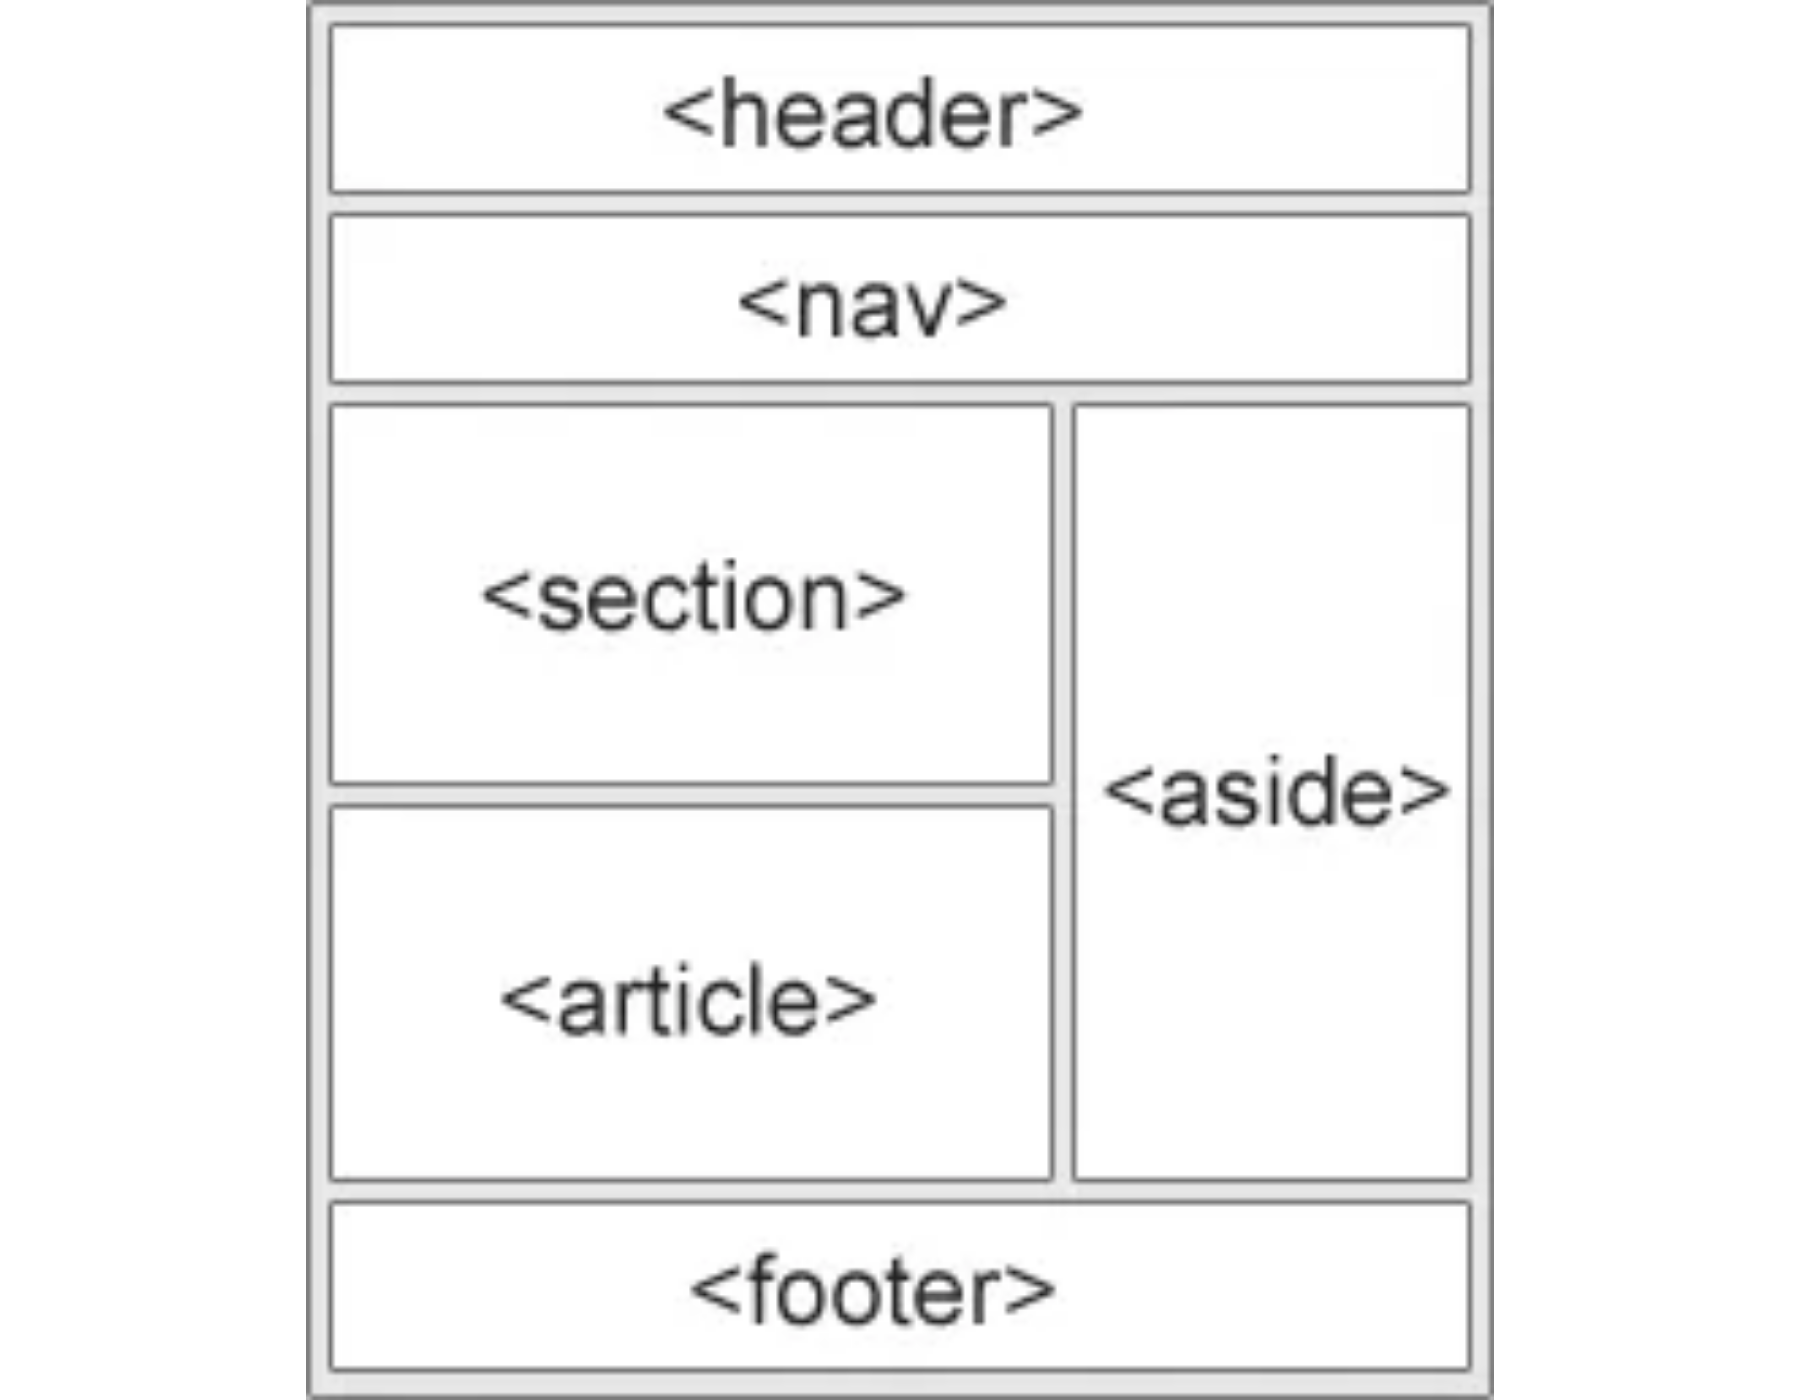 <header>
<nav>
<section>
<aside>
<article>
<footer>